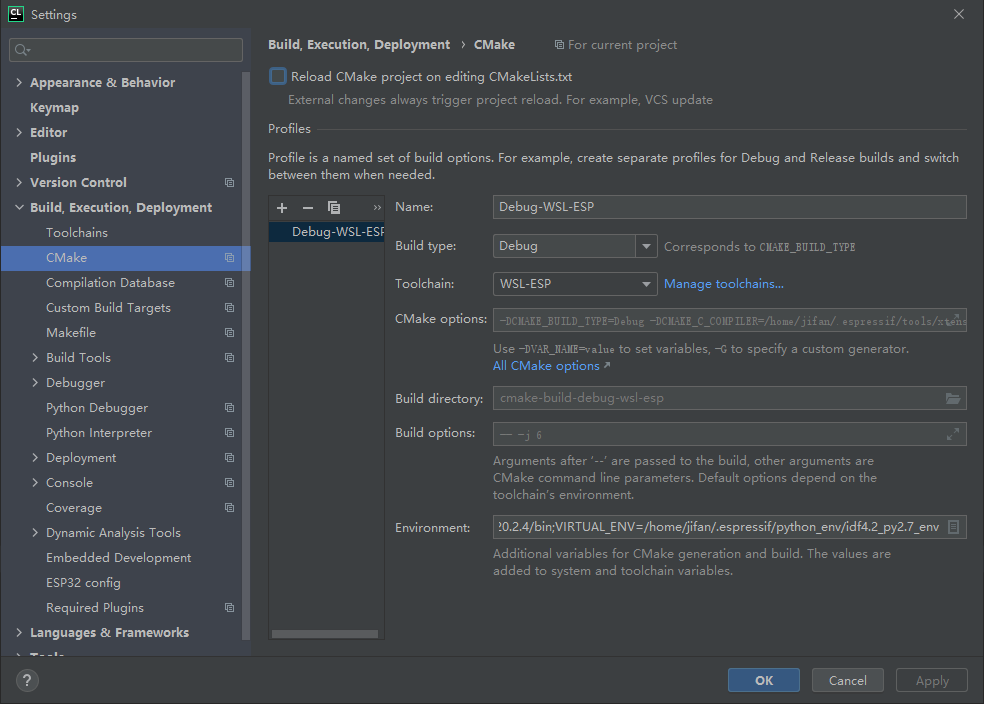 CL
Settings
Appearance & Behavior
Keymap
Editor
Plugins
Version Control
Build, Execution, Deployment
Toolchains
CMake
Compilation Database
Custom Build Targets
Makefile
Build Tools
Debugger
Python Debugger
Python Interpreter
Deployment
Console
Coverage
Dynamic Analysis Tools
Embedded Development
ESP32 config
Required Plugins
Languages & Frameworks
Tools
Build, Execution, Deployment › CMake For current project
Reload CMake project on editing CMakeLists.txt
External changes always trigger project reload. For example, VCS update
Profiles
Profile is a named set of build options. For example, create separate profiles for Debug and Release builds and switch
between them when needed.
Debug-WSL-ESP
Name: Debug-WSL-ESP
Build type: Debug Corresponds to CMAKE_BUILD_TYPE
Toolchain: WSL-ESP Manage toolchains...
CMake options: -DCMAKE_BUILD_TYPE=Debug -DCMAKE_C_COMPILER=/home/jifan/.espressif/tools/xtens
Use -DVAR_NAME=value to set variables, -G to specify a custom generator.
All CMake options ↗
Build directory: cmake-build-debug-wsl-esp
Build options: -- -j 6
Arguments after ‘--’ are passed to the build, other arguments are
CMake command line parameters. Default options depend on the
toolchain’s environment.
Environment: 20.2.4/bin;VIRTUAL_ENV=/home/jifan/.espressif/python_env/idf4.2_py2.7_env
Additional variables for CMake generation and build. The values are
added to system and toolchain variables.
? OK Cancel Apply